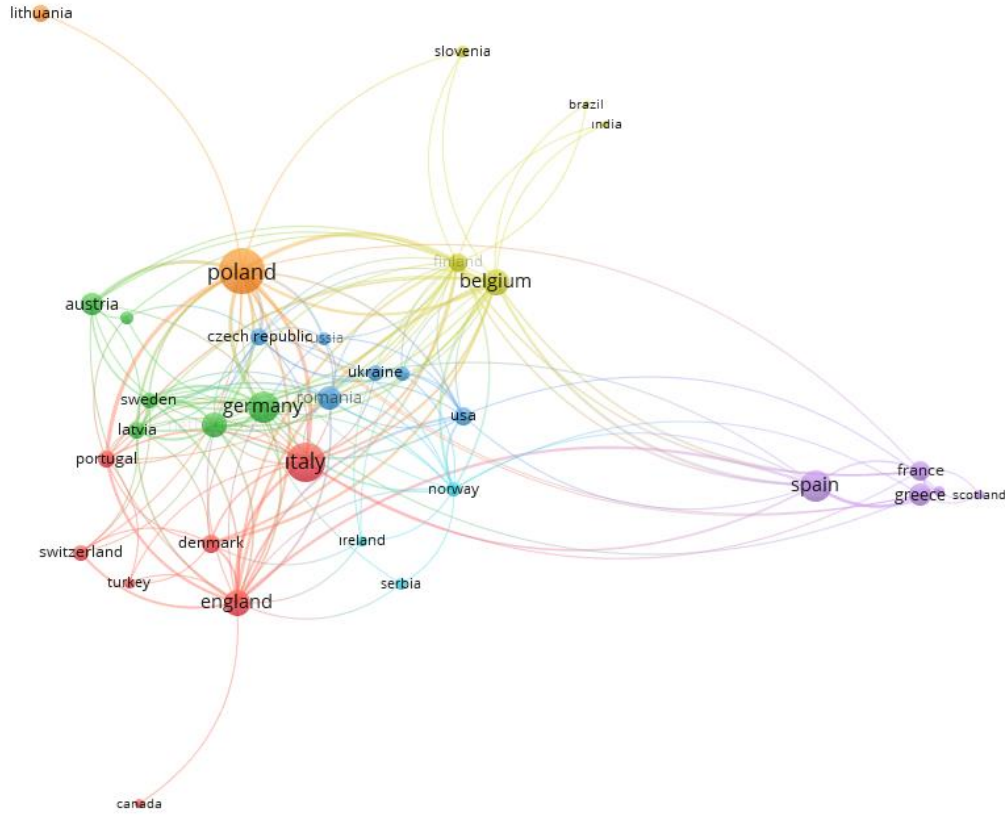 lithuania
slovenia
brazil
india
poland
finland
belgium
austria
czech republic
russia
ukraine
romania
sweden
germany
usa
latvia
portugal
italy
france
spain
norway
greece
scotland
ireland
denmark
switzerland
serbia
turkey
england
canada